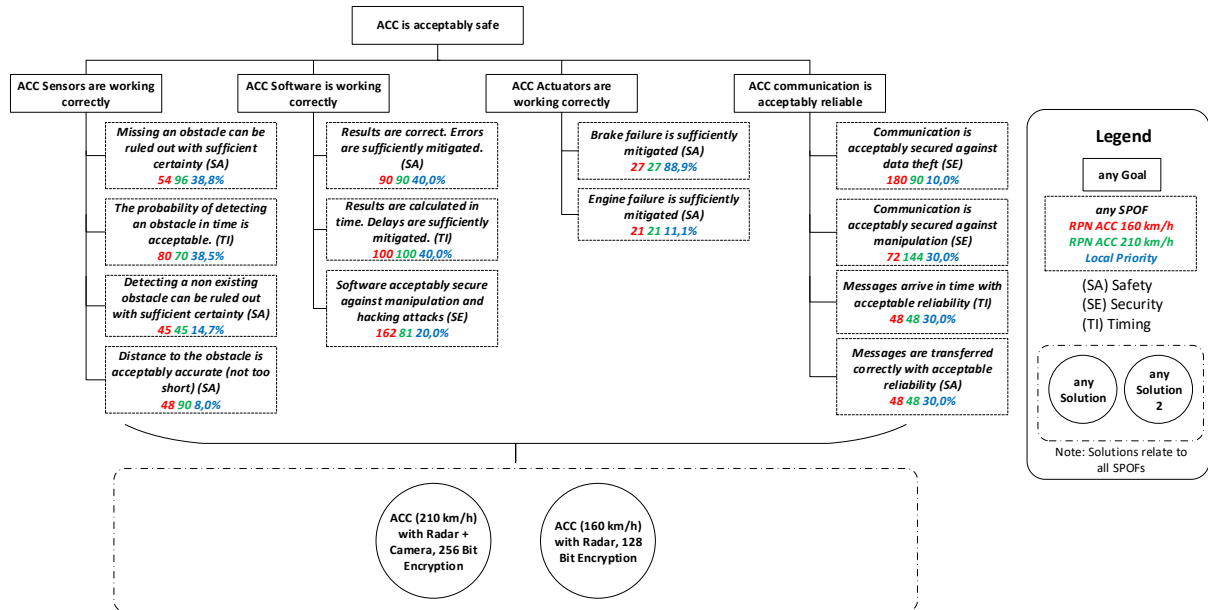 ACC is acceptably safe
ACC Sensors are working
correctly
Missing an obstacle can be
ruled out with sufficient
certainty (SA)
54 96 38,8%
The probability of detecting
an obstacle in time is
acceptable. (TI)
80 70 38,5%
Detecting a non existing
obstacle can be ruled out
with sufficient certainty (SA)
45 45 14,7%
Distance to the obstacle is
acceptably accurate (not too
short) (SA)
48 90 8,0%
ACC Software is working
correctly
Results are correct. Errors
are sufficiently mitigated.
(SA)
90 90 40,0%
Results are calculated in
time. Delays are sufficiently
mitigated. (TI)
100 100 40,0%
Software acceptably secure
against manipulation and
hacking attacks (SE)
162 81 20,0%
ACC Actuators are
working correctly
Brake failure is sufficiently
mitigated (SA)
27 27 88,9%
Engine failure is sufficiently
mitigated (SA)
21 21 11,1%
ACC communication is
acceptably reliable
Communication is
acceptably secured against
data theft (SE)
180 90 10,0%
Communication is
acceptably secured against
manipulation (SE)
72 144 30,0%
Messages arrive in time with
acceptable reliability (TI)
48 48 30,0%
Messages are transferred
correctly with acceptable
reliability (SA)
48 48 30,0%
ACC (210 km/h)
with Radar +
Camera, 256 Bit
Encryption
ACC (160 km/h)
with Radar, 128
Bit Encryption
Legend
any Goal
any SPOF
RPN ACC 160 km/h
RPN ACC 210 km/h
Local Priority
(SA) Safety
(SE) Security
(TI) Timing
any
Solution
any
Solution
2
Note: Solutions relate to
all SPOFs